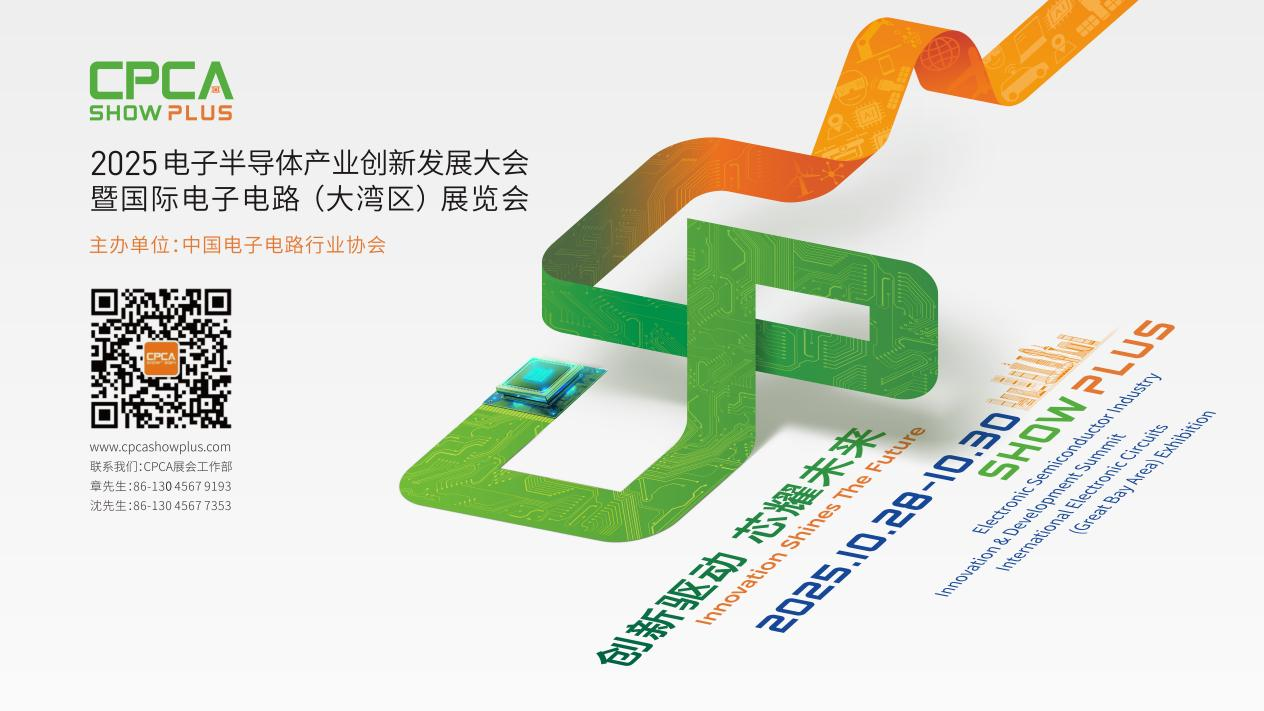 CPCA
SHOW PLUS
2025电子半导体产业创新发展大会
暨国际电子电路（大湾区）展览会
主办单位：中国电子电路行业协会
CPCA
www.cpcashowplus.com
联系我们：CPCA展会工作部
章先生：86-130 4567 9193
沈先生：86-130 4567 7353
创新驱动 芯耀未来
Innovation Shines The Future
2025.10.28-10.30
SHOW PLUS
Electronic Semiconductor Industry
Innovation & Development Summit
International Electronic Circuits
(Great Bay Area) Exhibition